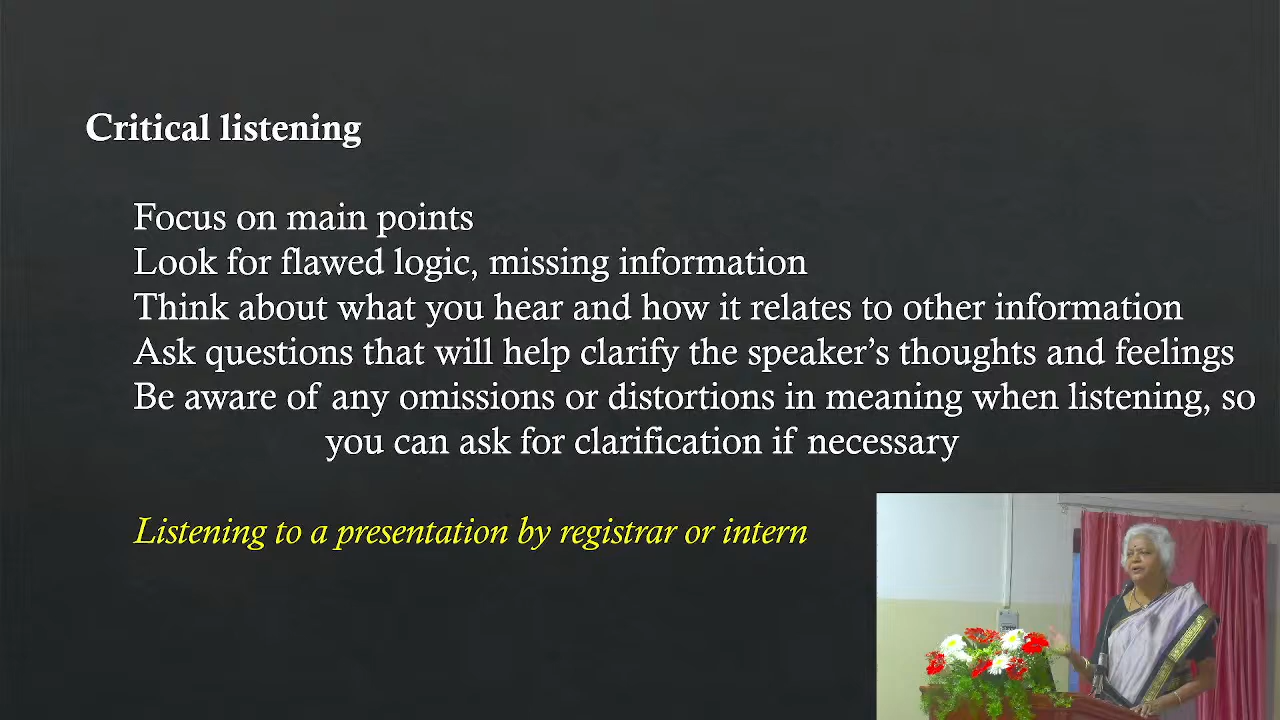 Critical listening
Focus on main points
Look for flawed logic, missing information
Think about what you hear and how it relates to other information
Ask questions that will help clarify the speaker’s thoughts and feelings
Be aware of any omissions or distortions in meaning when listening, so
you can ask for clarification if necessary
Listening to a presentation by registrar or intern